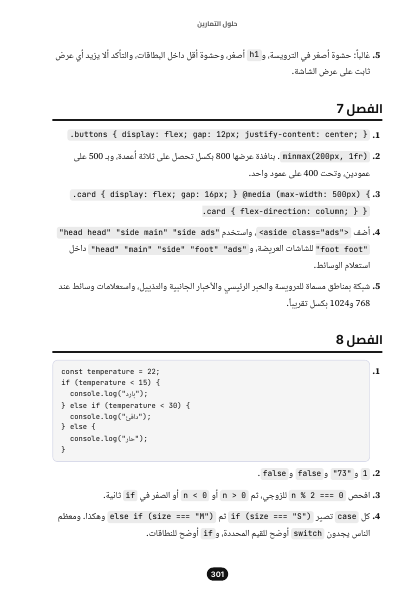 حلول التمارين
5. غالباً: حشوة أصغر في الترويسة، و h1 أصغر، وحشوة أقل داخل البطاقات، والتأكد ألا يزيد أي عرض
ثابت على عرض الشاشة.
الفصل 7
1. .buttons { display: flex; gap: 12px; justify-content: center; }
2. minmax(200px, 1fr) . بنافذة عرضها 800 بكسل تحصل على ثلاثة أعمدة، وبـ 500 على
عمودين، وتحت 400 على عمود واحد.
3. .card { display: flex; gap: 16px; } @media (max-width: 500px) {
.card { flex-direction: column; } }
4. أضف <aside class="ads"> ، واستخدم "head head" "side main" "side ads"
"foot foot" للشاشات العريضة، و "head" "main" "side" "foot" "ads" داخل
استعلام الوسائط.
5. شبكة بمناطق مسماة للترويسة والخبر الرئيسي والأخبار الجانبية والتذييل، واستعلامات وسائط عند
768 و1024 بكسل تقريباً.
الفصل 8
1.
const temperature = 22;
if (temperature < 15) {
console.log("بارد");
} else if (temperature < 30) {
console.log("دافئ");
} else {
console.log("حار");
}
2. 1 و "73" و false و false .
3. افحص n % 2 === 0 للزوجي، ثم n > 0 أو n < 0 أو الصفر في if ثانية.
4. كل case تصير if (size === "S") ثم else if (size === "M") وهكذا. ومعظم
الناس يجدون switch أوضح للقيم المحددة، و if أوضح للنطاقات.
301